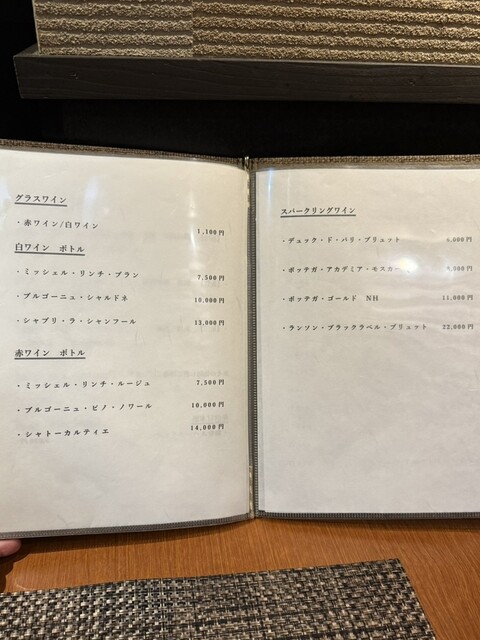 グラスワイン
・赤ワイン/白ワイン 1,100円
白ワイン ボトル
・ミッシェル・リンチ・ブラン 7,500円
・ブルゴーニュ・シャルドネ 10,000円
・シャブリ・ラ・シャンフール 13,000円
赤ワイン ボトル
・ミッシェル・リンチ・ルージュ 7,500円
・ブルゴーニュ・ピノ・ノワール 10,000円
・シャトーカルティエ 14,000円
スパークリングワイン
・デュック・ド・パリ・ブリュット
・ボッテガ・アカデミア・モスカート
・ボッテガ・ゴールド NH 11,000円
・ランソン・ブラックラベル・ブリュット 22,000円